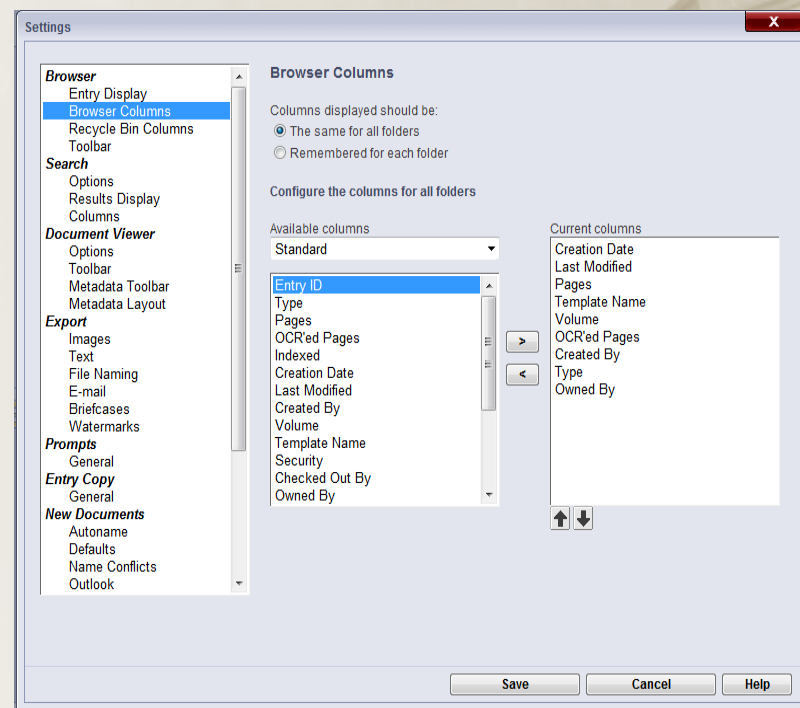 Settings
X
Browser
Entry Display
Browser Columns
Recycle Bin Columns
Toolbar
Search
Options
Results Display
Columns
Document Viewer
Options
Toolbar
Metadata Toolbar
Metadata Layout
Export
Images
Text
File Naming
E-mail
Briefcases
Watermarks
Prompts
General
Entry Copy
General
New Documents
Autoname
Defaults
Name Conflicts
Outlook
Browser Columns
Columns displayed should be:
The same for all folders
Remembered for each folder
Configure the columns for all folders
Available columns
Standard
Entry ID
Type
Pages
OCR'ed Pages
Indexed
Creation Date
Last Modified
Created By
Volume
Template Name
Security
Checked Out By
Owned By
>
<
Current columns
Creation Date
Last Modified
Pages
Template Name
Volume
OCR'ed Pages
Created By
Type
Owned By
Save
Cancel
Help